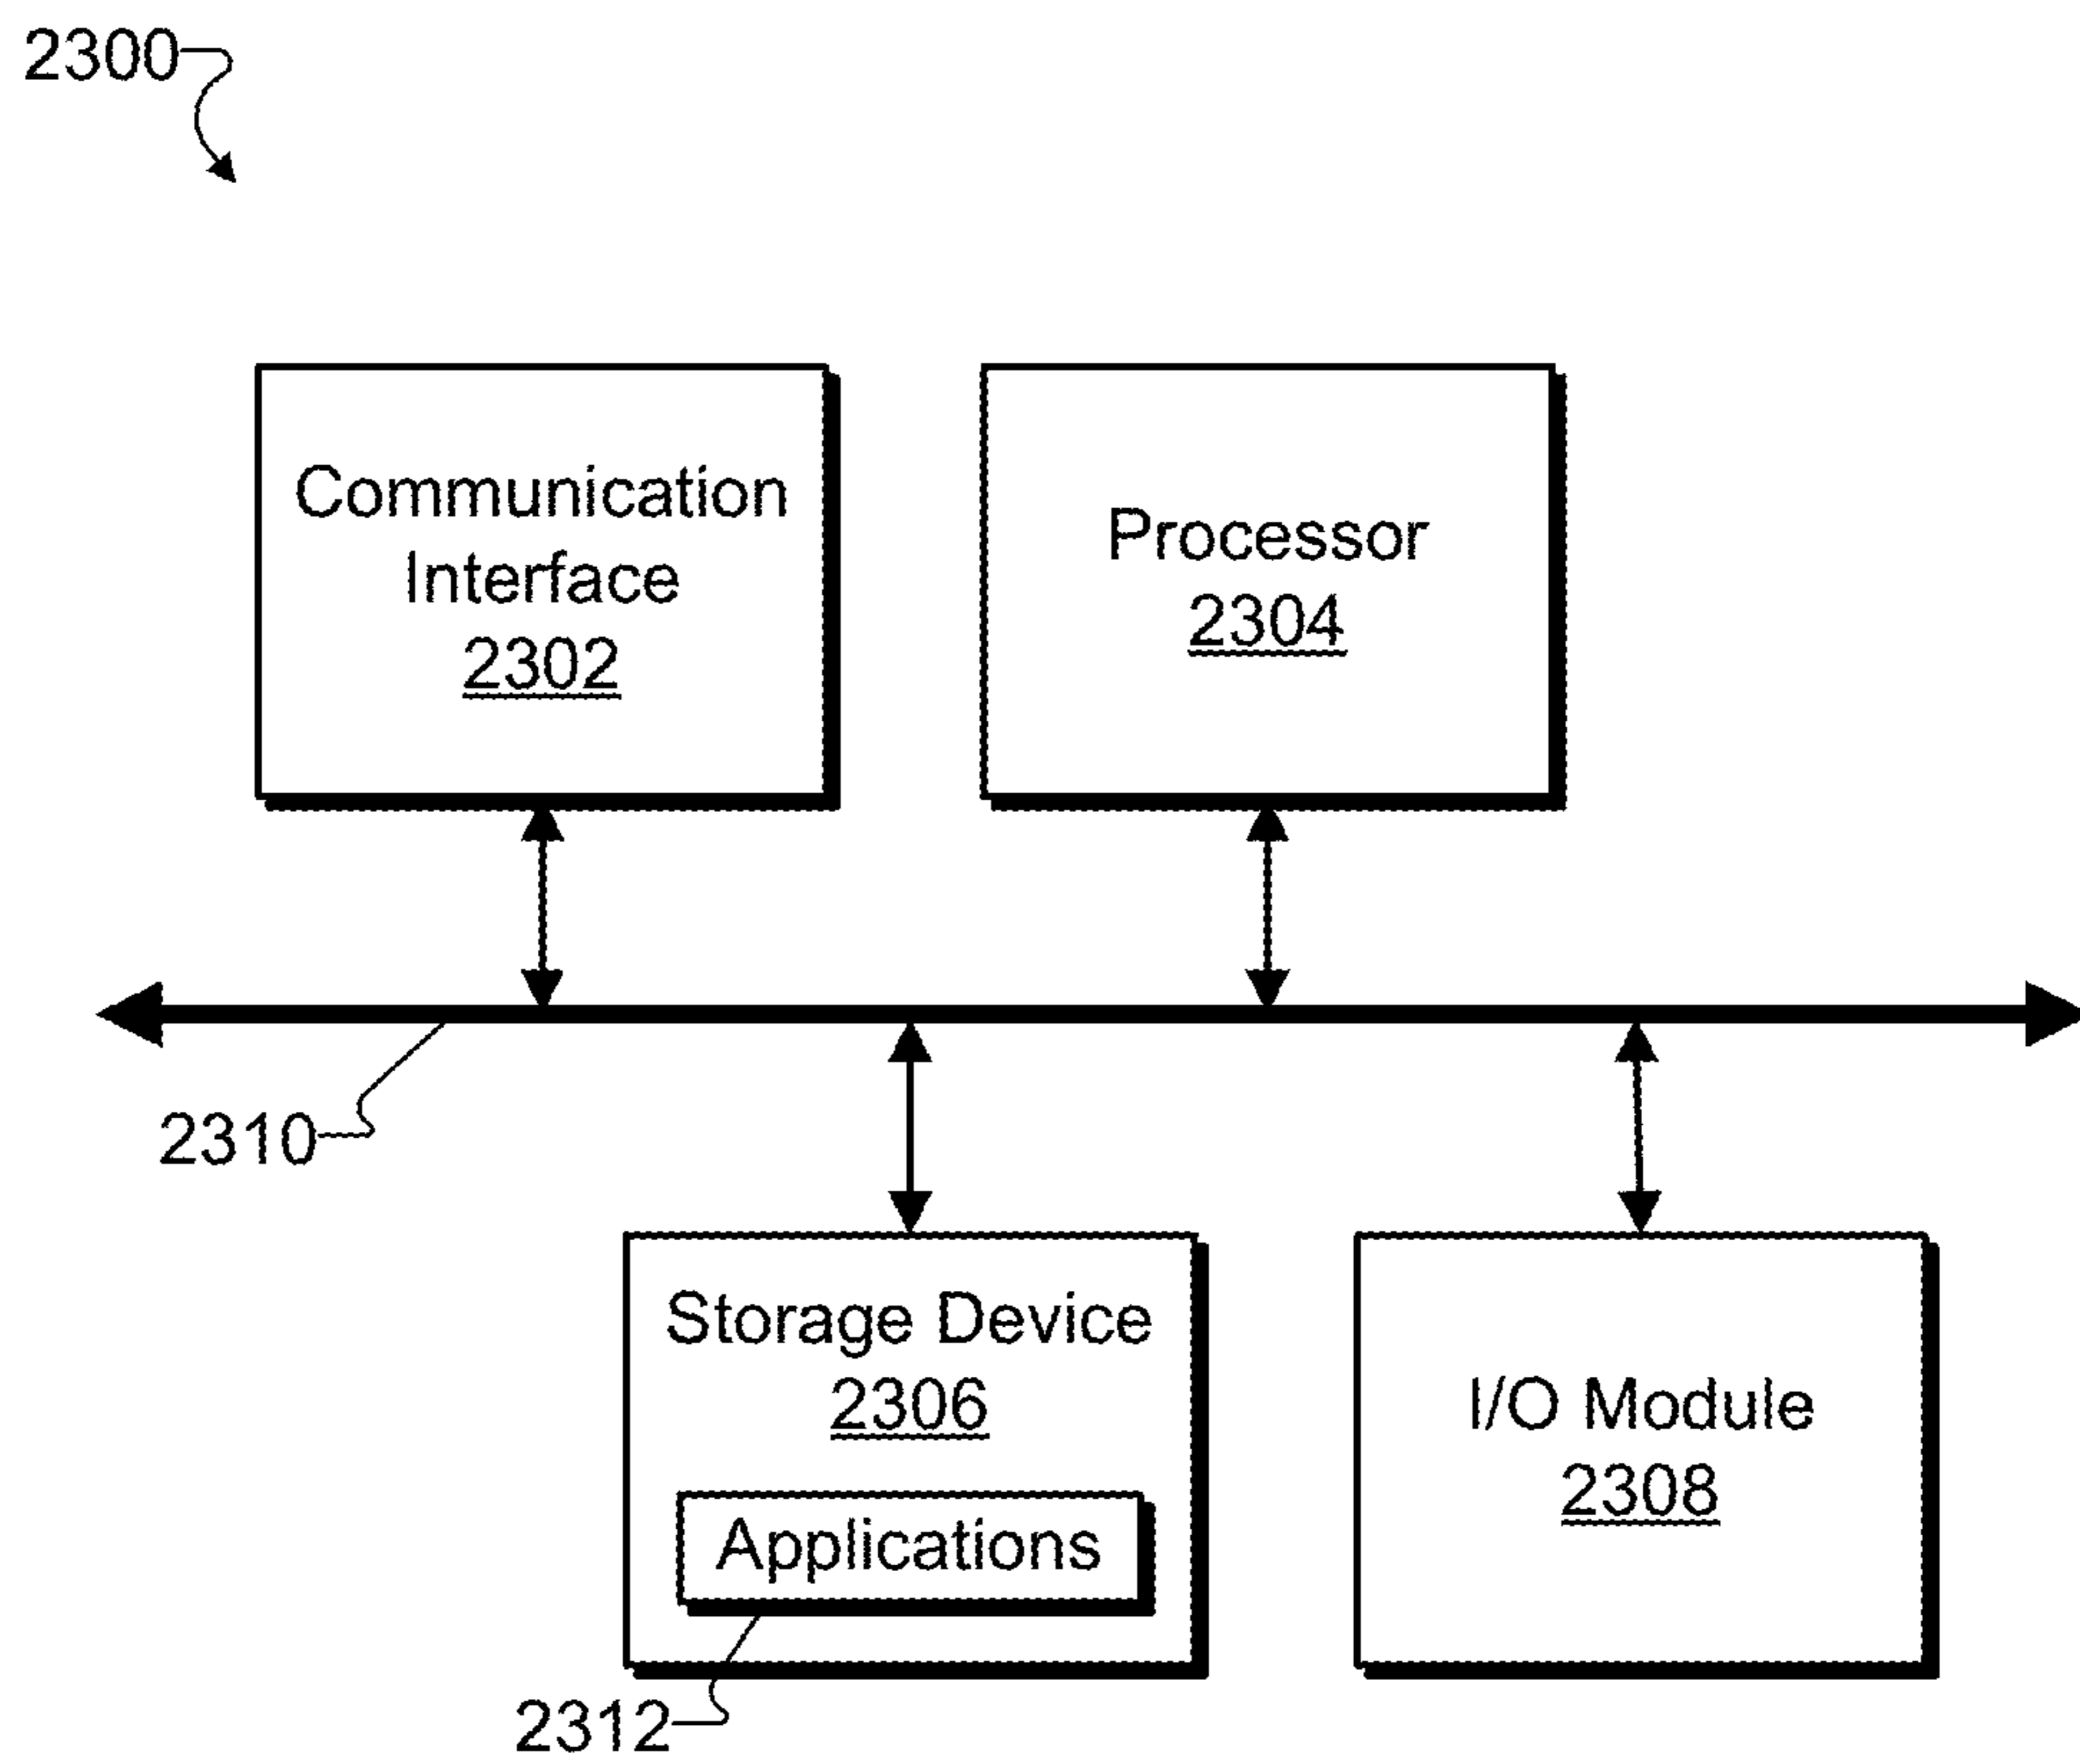 2300
Communication
Interface
2302
Processor
2304
2310
Storage Device
2306
Applications
2312
I/O Module
2308